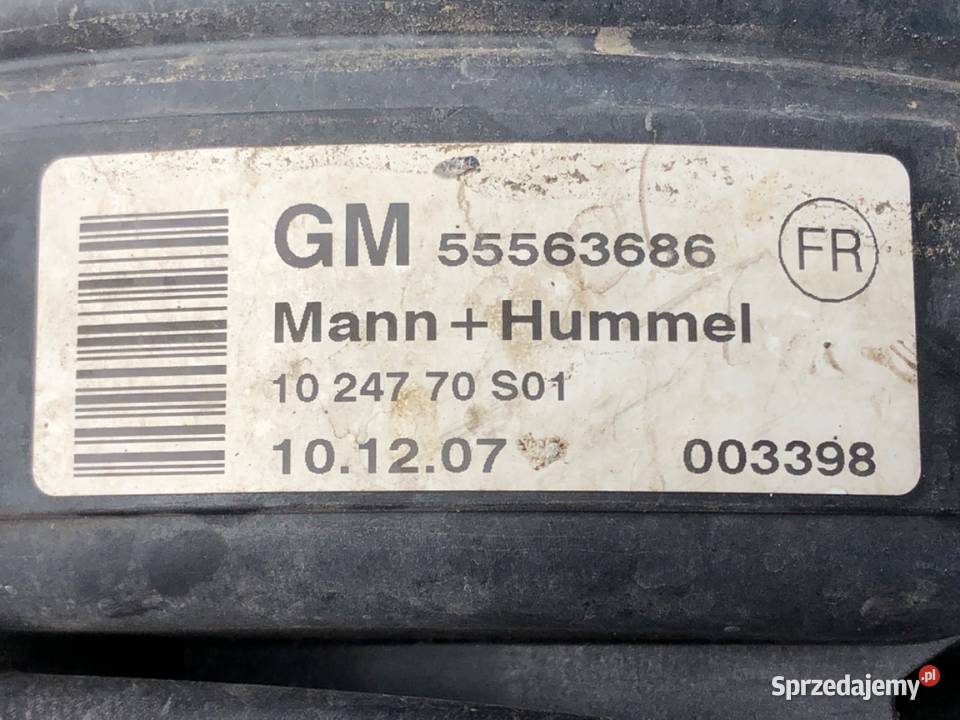 GM 55563686 FR
Mann+Hummel
10 247 70 S01
10.12.07 003398
Sprzedajemy.pl